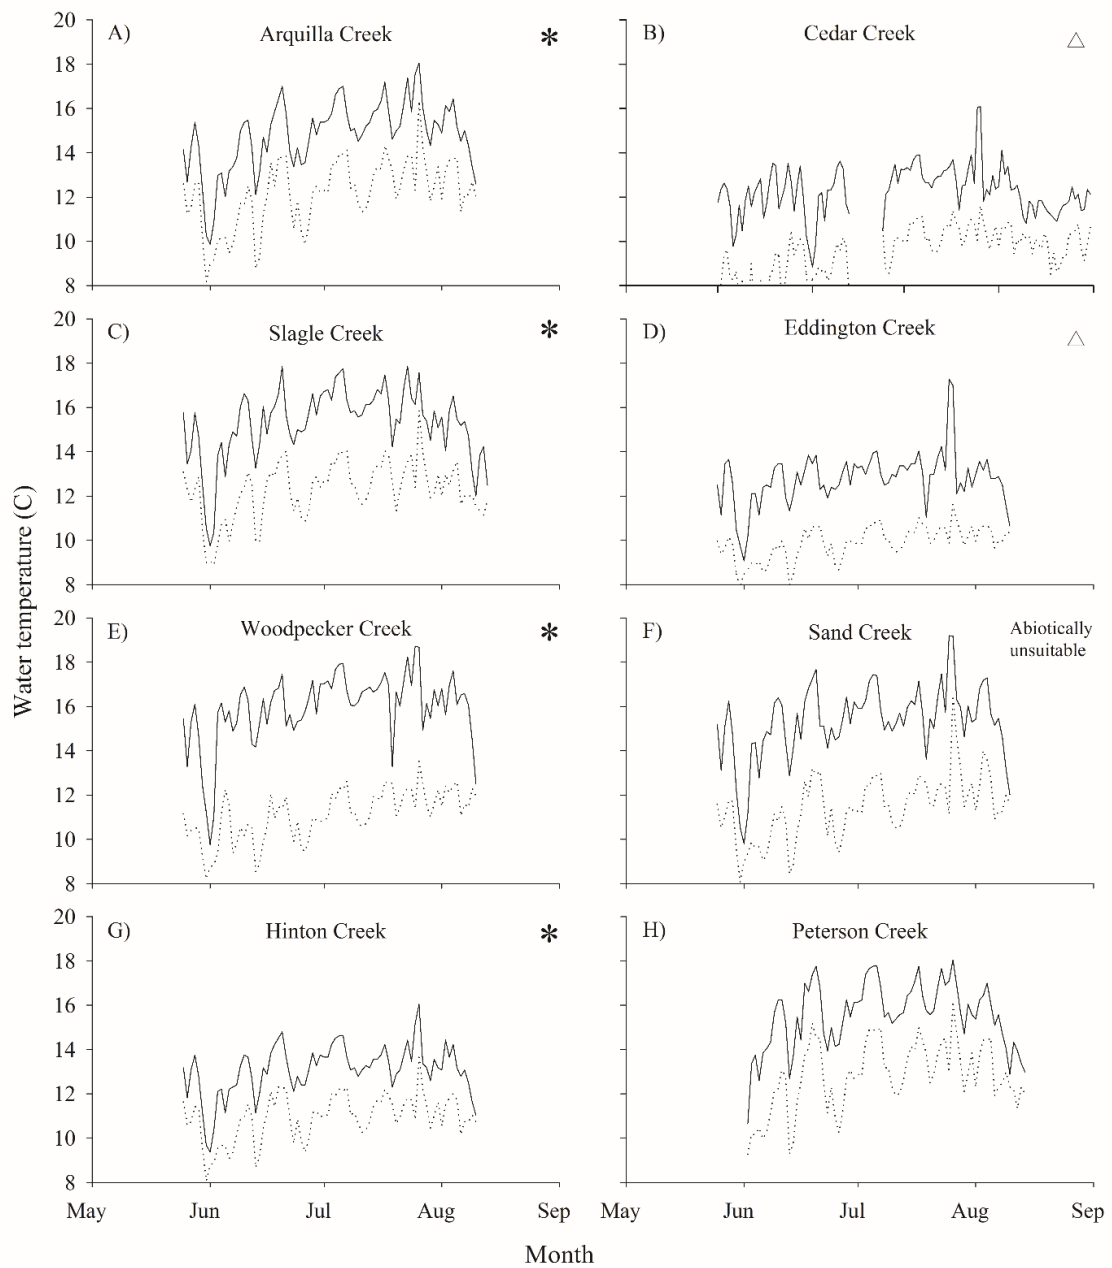 A) Arquilla Creek *
B) Cedar Creek △
C) Slagle Creek *
D) Eddington Creek △
E) Woodpecker Creek *
F) Sand Creek Abiotically
unsuitable
G) Hinton Creek *
H) Peterson Creek
20
18
16
14
12
10
8
20
18
16
14
12
10
8
20
18
16
14
12
10
8
20
18
16
14
12
10
8
Water temperature (C)
May Jun Jul Aug Sep
May Jun Jul Aug Sep
Month